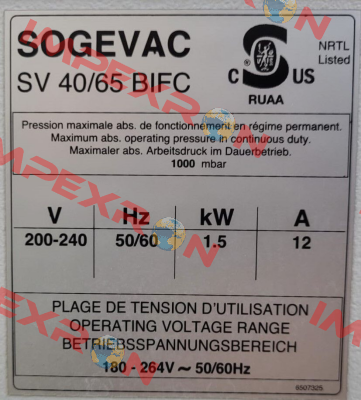 SOGEVAC
SV 40/65 BIFC
C US
RUAA
NRTL
Listed
Pression maximale abs. de fonctionnement en régime permanent.
Maximum abs. operating pressure in continuous duty.
Maximaler abs. Arbeitsdruck im Dauerbetrieb.
1000 mbar
V Hz kW A
200-240 50/60 1.5 12
PLAGE DE TENSION D'UTILISATION
OPERATING VOLTAGE RANGE
BETRIEBSSPANNUNGSBEREICH
180 - 264V ~ 50/60Hz
IMPEXRON